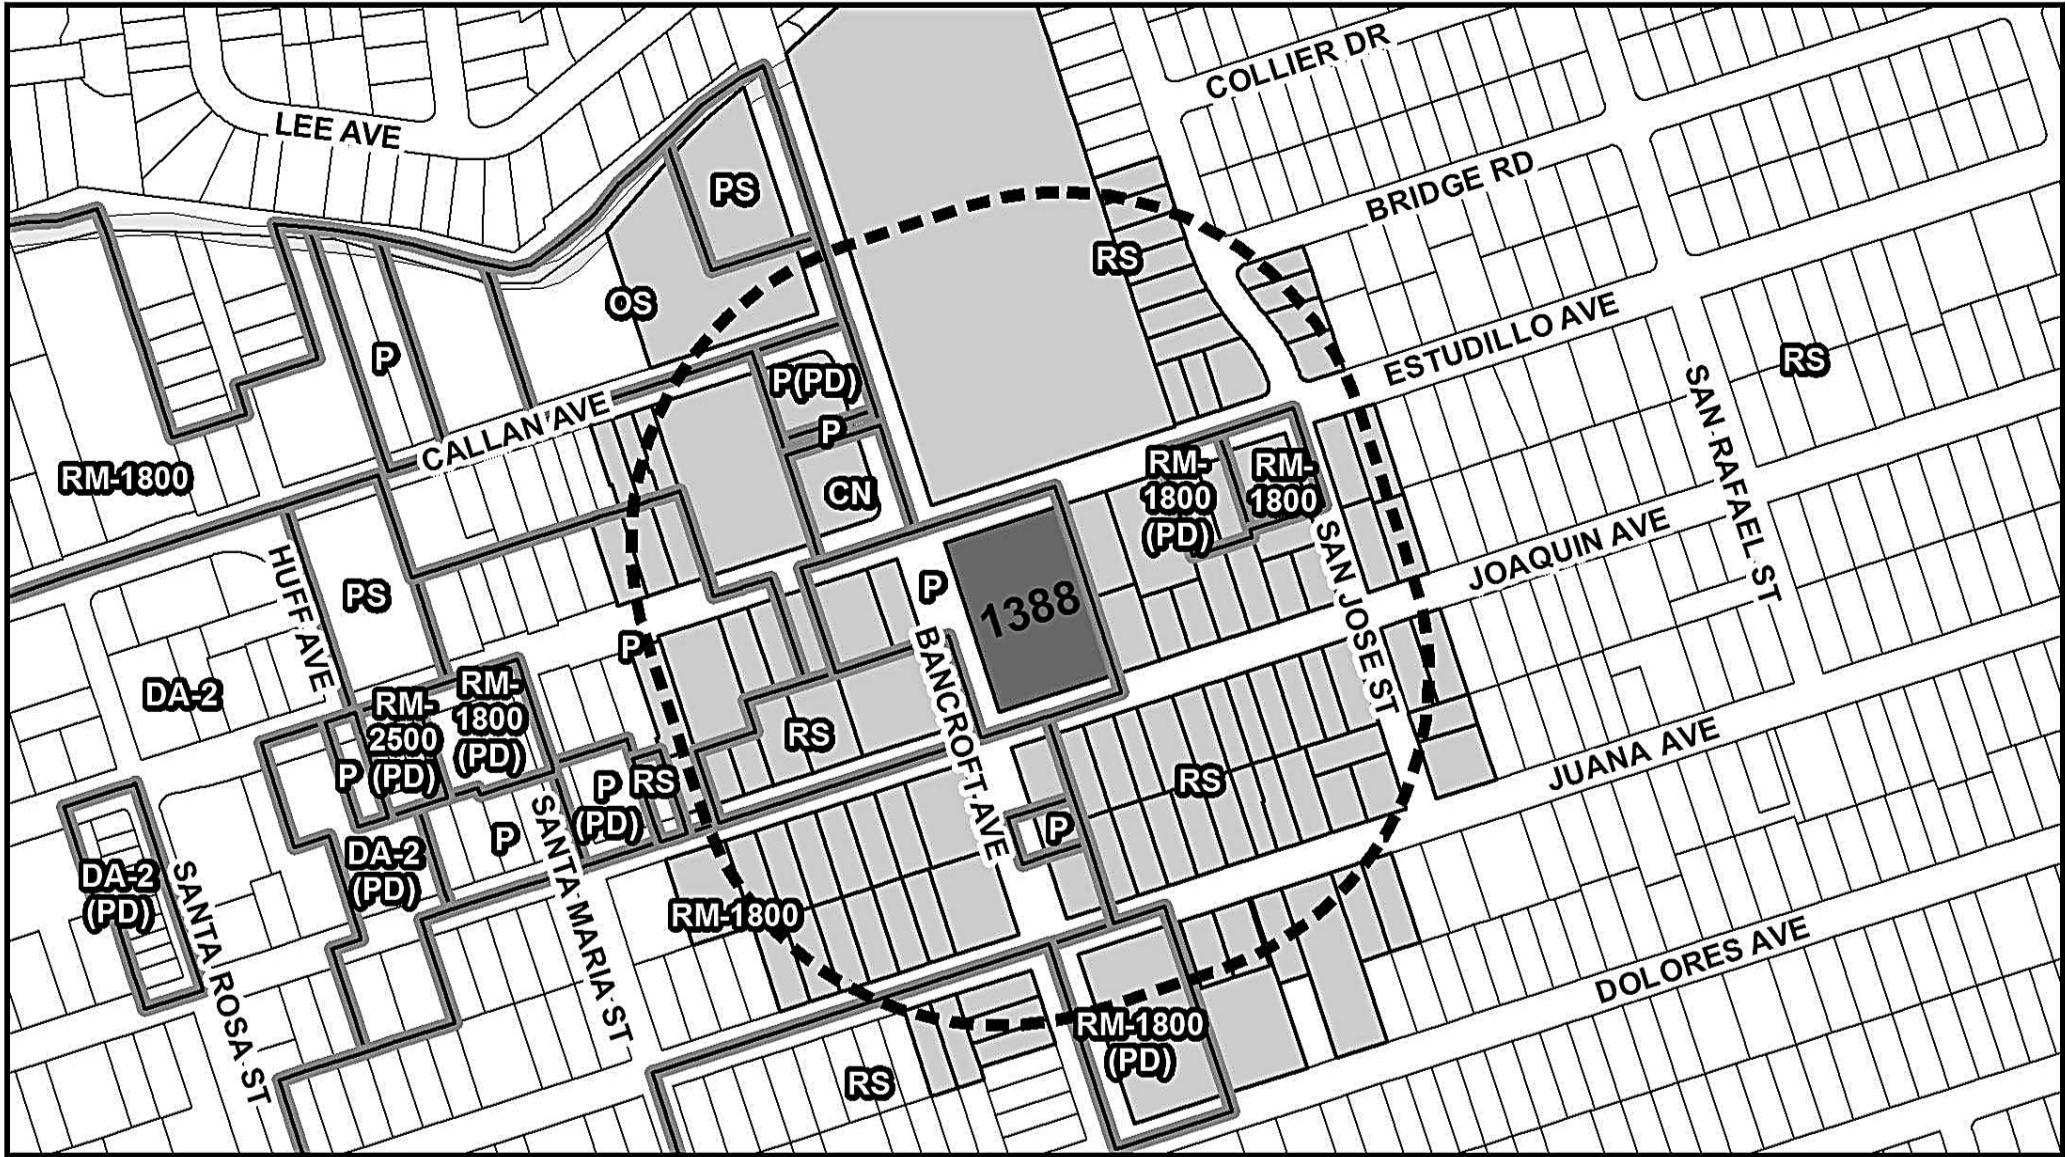 COLLIER DR
LEE AVE
BRIDGE RD
PS
RS
OS
ESTUDILLO AVE
P
P(PD)
RS
SAN RAFAEL ST
CALLAN AVE
P
RM-1800
CN
RM-
1800
(PD)
RM-
1800
JOAQUIN AVE
SAN JOSE ST
HUFF AVE
PS
P
1388
P
BANCROFT AVE
DA-2
RM-
2500
(PD)
RM-
1800
(PD)
RS
JUANA AVE
P
P
(PD)
RS
RS
SANTA MARIA ST
P
P
DA-2
(PD)
DA-2
(PD)
SANTA ROSA ST
RM-1800
DOLORES AVE
RM-1800
(PD)
RS